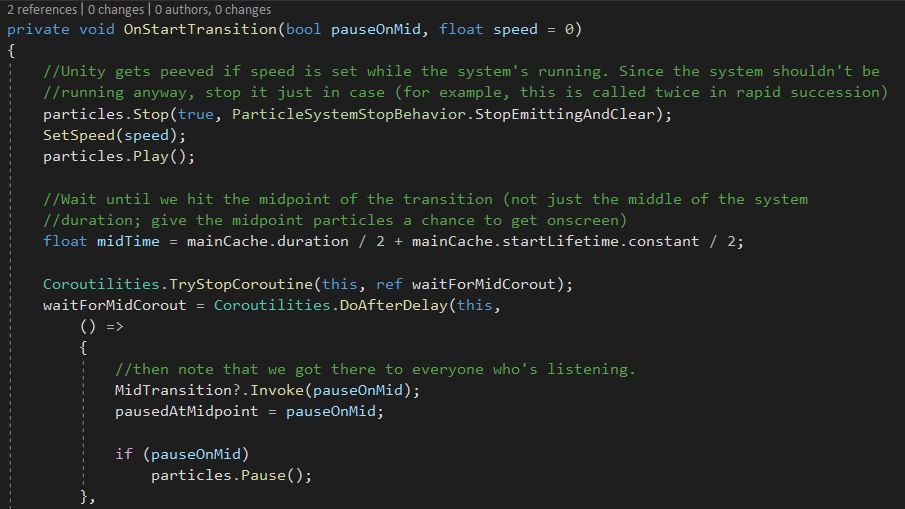 2 references | 0 changes | 0 authors, 0 changes
private void OnStartTransition(bool pauseOnMid, float speed = 0)
{
//Unity gets peeved if speed is set while the system's running. Since the system shouldn't be
//running anyway, stop it just in case (for example, this is called twice in rapid succession)
particles.Stop(true, ParticleSystemStopBehavior.StopEmittingAndClear);
SetSpeed(speed);
particles.Play();
//Wait until we hit the midpoint of the transition (not just the middle of the system
//duration; give the midpoint particles a chance to get onscreen)
float midTime = mainCache.duration / 2 + mainCache.startLifetime.constant / 2;
Coroutilities.TryStopCoroutine(this, ref waitForMidCorout);
waitForMidCorout = Coroutilities.DoAfterDelay(this,
() =>
{
//then note that we got there to everyone who's listening.
MidTransition?.Invoke(pauseOnMid);
pausedAtMidpoint = pauseOnMid;
if (pauseOnMid)
particles.Pause();
},